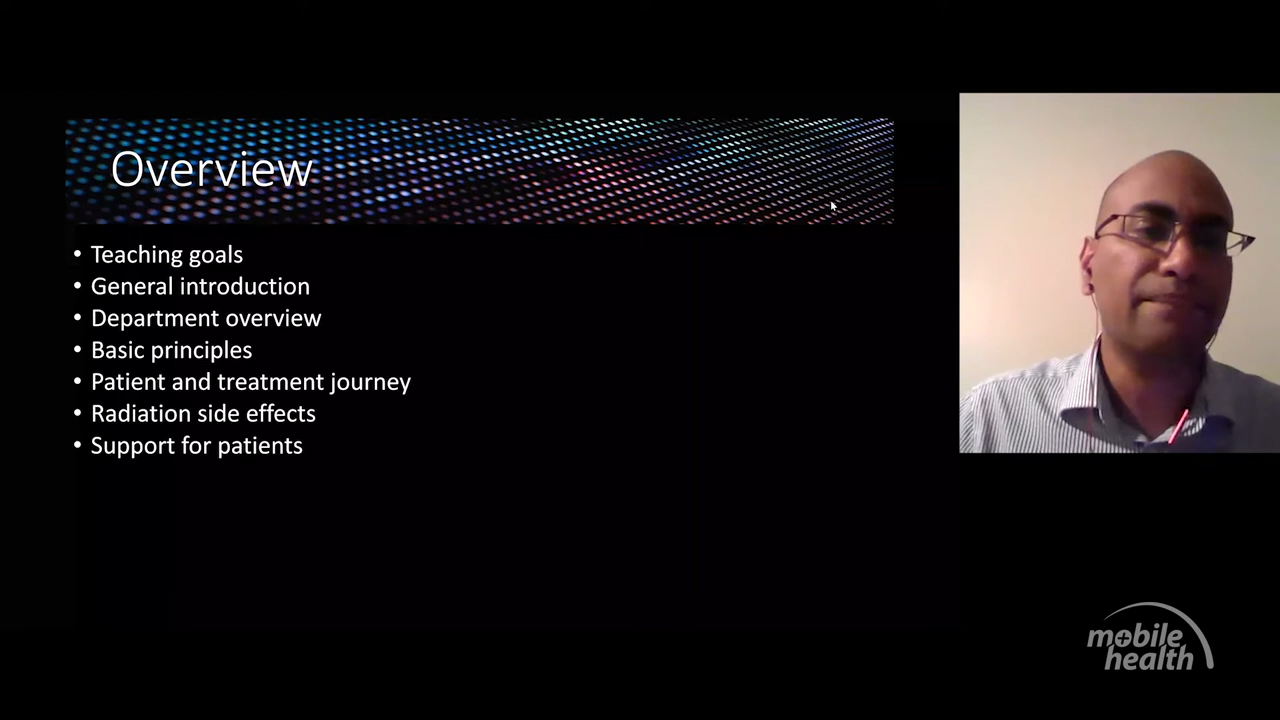 Overview
• Teaching goals
• General introduction
• Department overview
• Basic principles
• Patient and treatment journey
• Radiation side effects
• Support for patients
mobile
health